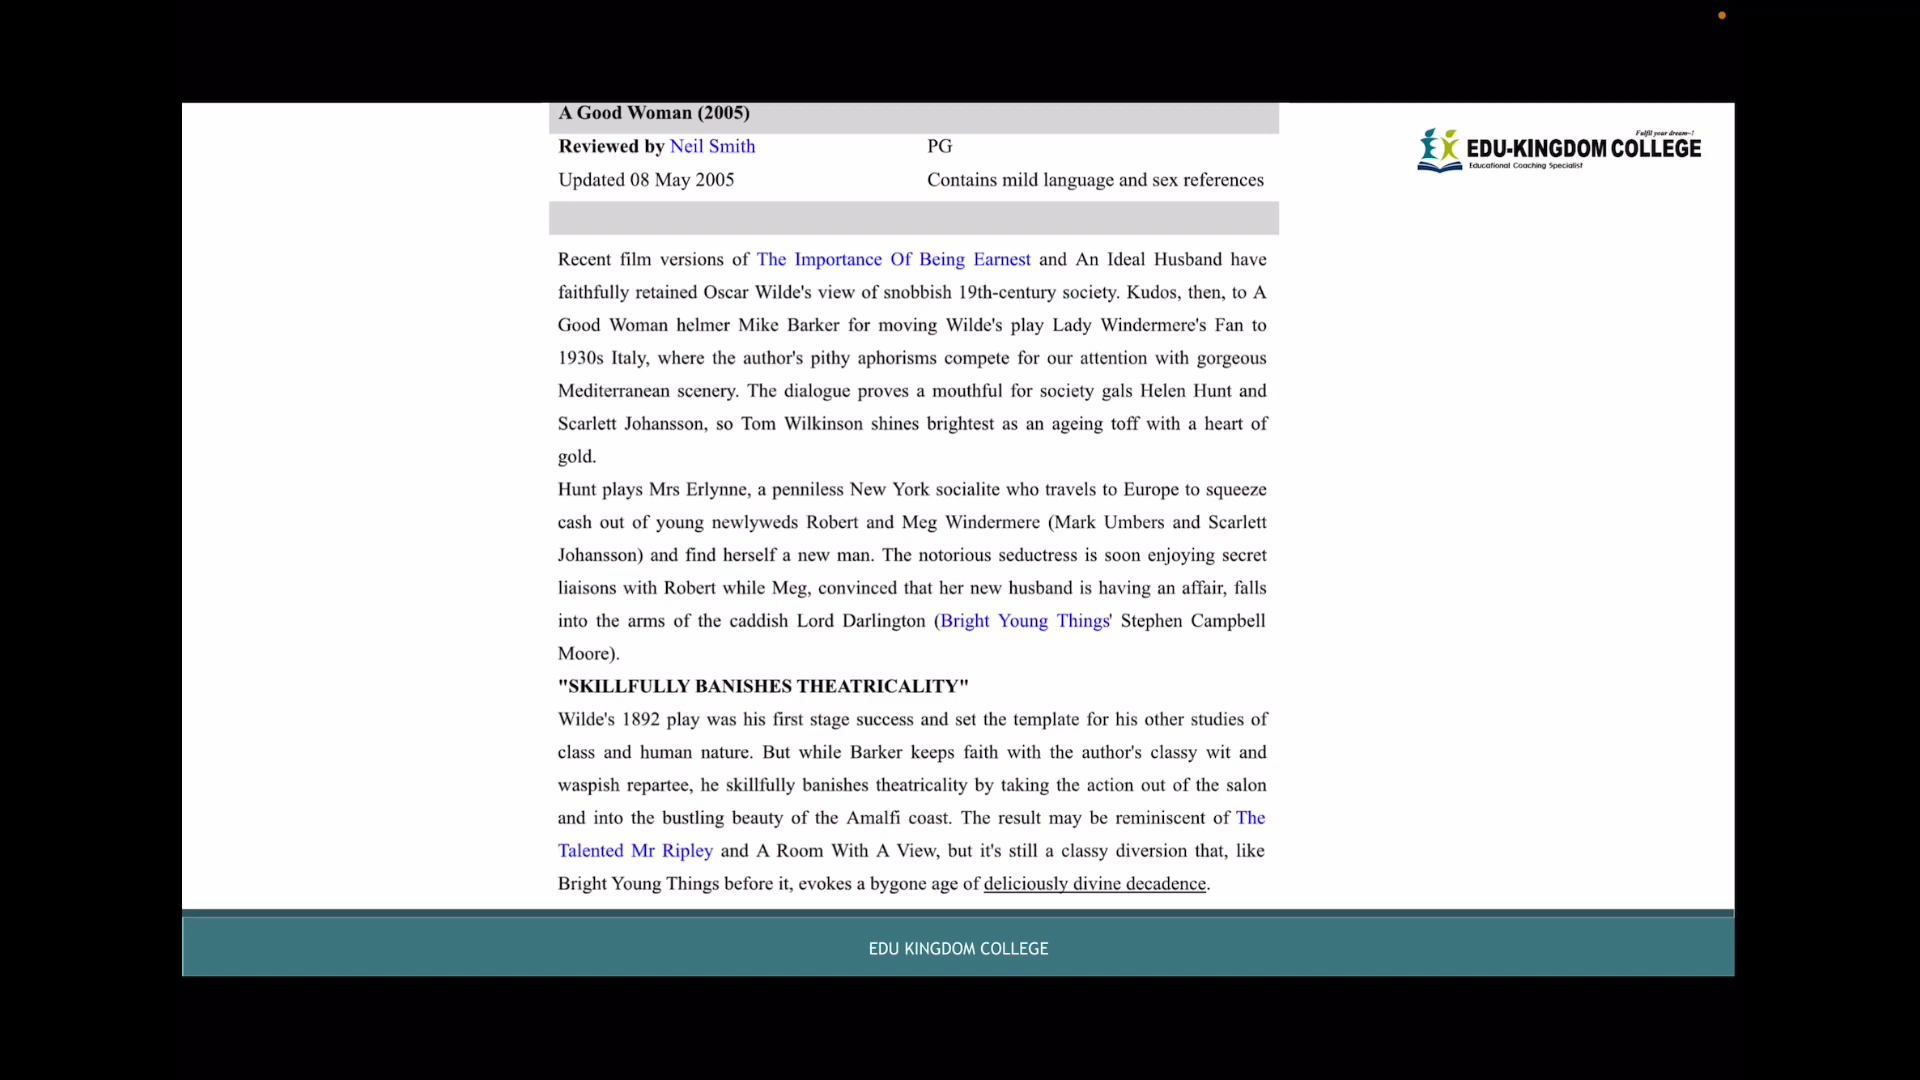 A Good Woman (2005)
Reviewed by Neil Smith
PG
Updated 08 May 2005
Contains mild language and sex references
Fulfil your dream~!
EDU-KINGDOM COLLEGE
Educational Coaching Specialist
Recent film versions of The Importance Of Being Earnest and An Ideal Husband have
faithfully retained Oscar Wilde's view of snobbish 19th-century society. Kudos, then, to A
Good Woman helmer Mike Barker for moving Wilde's play Lady Windermere's Fan to
1930s Italy, where the author's pithy aphorisms compete for our attention with gorgeous
Mediterranean scenery. The dialogue proves a mouthful for society gals Helen Hunt and
Scarlett Johansson, so Tom Wilkinson shines brightest as an ageing toff with a heart of
gold.
Hunt plays Mrs Erlynne, a penniless New York socialite who travels to Europe to squeeze
cash out of young newlyweds Robert and Meg Windermere (Mark Umbers and Scarlett
Johansson) and find herself a new man. The notorious seductress is soon enjoying secret
liaisons with Robert while Meg, convinced that her new husband is having an affair, falls
into the arms of the caddish Lord Darlington (Bright Young Things' Stephen Campbell
Moore).
"SKILLFULLY BANISHES THEATRICALITY"
Wilde's 1892 play was his first stage success and set the template for his other studies of
class and human nature. But while Barker keeps faith with the author's classy wit and
waspish repartee, he skillfully banishes theatricality by taking the action out of the salon
and into the bustling beauty of the Amalfi coast. The result may be reminiscent of The
Talented Mr Ripley and A Room With A View, but it's still a classy diversion that, like
Bright Young Things before it, evokes a bygone age of deliciously divine decadence.
EDU KINGDOM COLLEGE